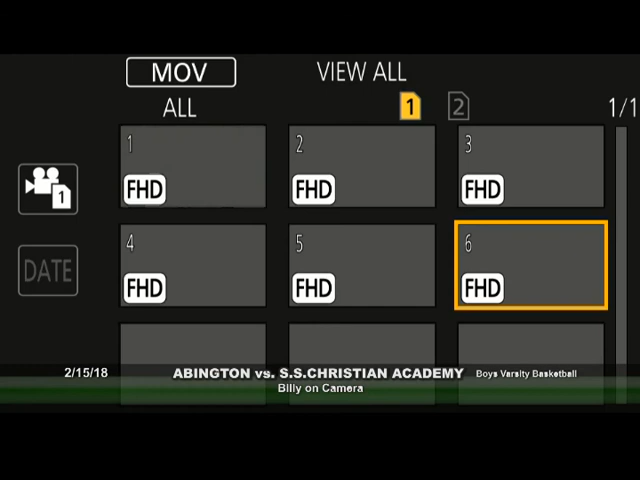 MOV VIEW ALL
ALL 1 2 1/1
1 2 3
FHD FHD FHD
1
4 5 6
DATE
FHD FHD FHD
2/15/18 ABINGTON vs. S.S.CHRISTIAN ACADEMY Boys Varsity Basketball
Billy on Camera